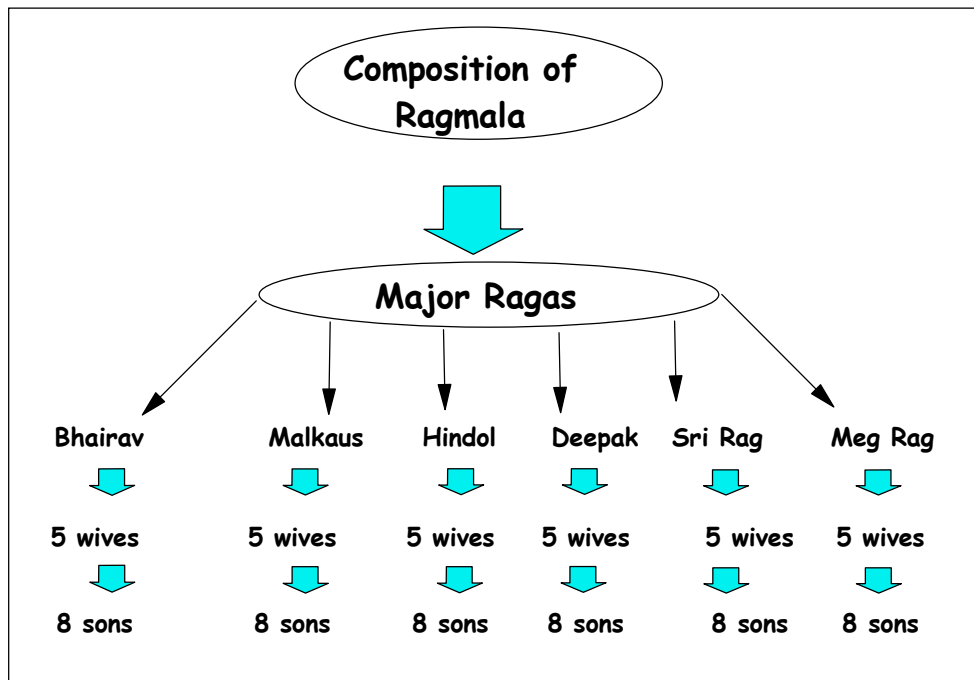 Composition of
Ragmala
Major Ragas
Bhairav Malkaus Hindol Deepak Sri Rag Meg Rag
5 wives 5 wives 5 wives 5 wives 5 wives 5 wives
8 sons 8 sons 8 sons 8 sons 8 sons 8 sons